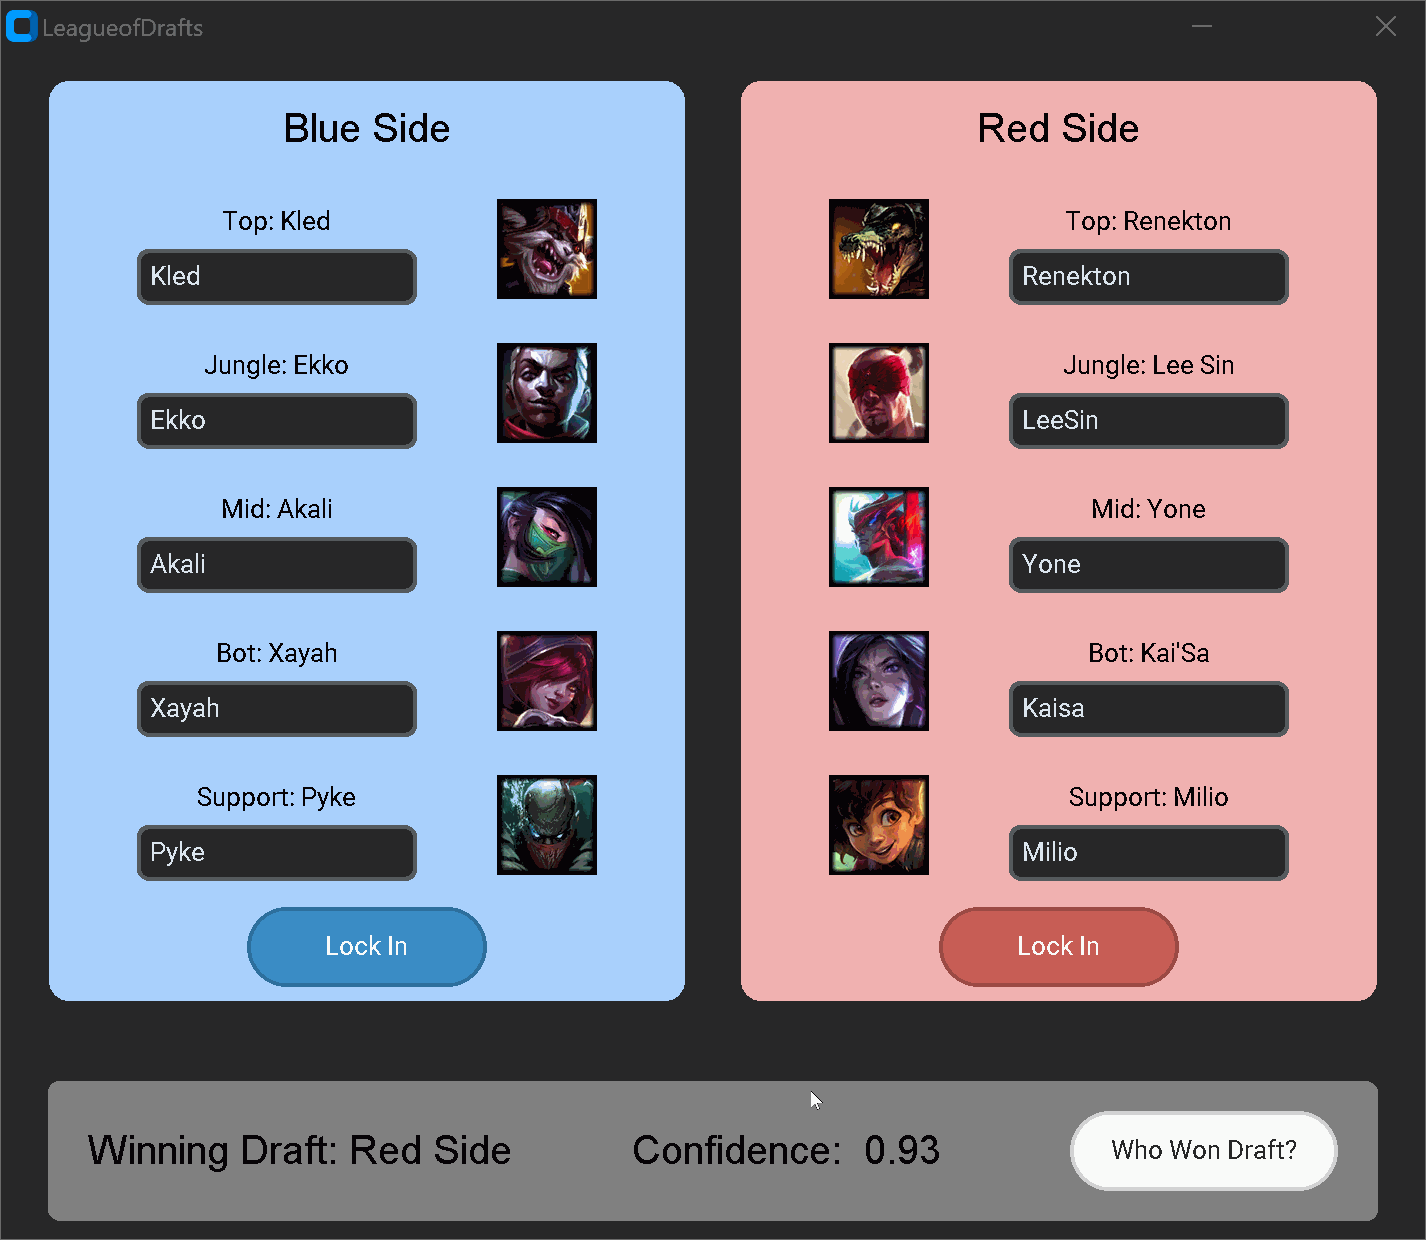 LeagueofDrafts
Blue Side
Top: Kled
Kled
Jungle: Ekko
Ekko
Mid: Akali
Akali
Bot: Xayah
Xayah
Support: Pyke
Pyke
Lock In
Red Side
Top: Renekton
Renekton
Jungle: Lee Sin
LeeSin
Mid: Yone
Yone
Bot: Kai'Sa
Kaisa
Support: Milio
Milio
Lock In
Winning Draft: Red Side
Confidence: 0.93
Who Won Draft?